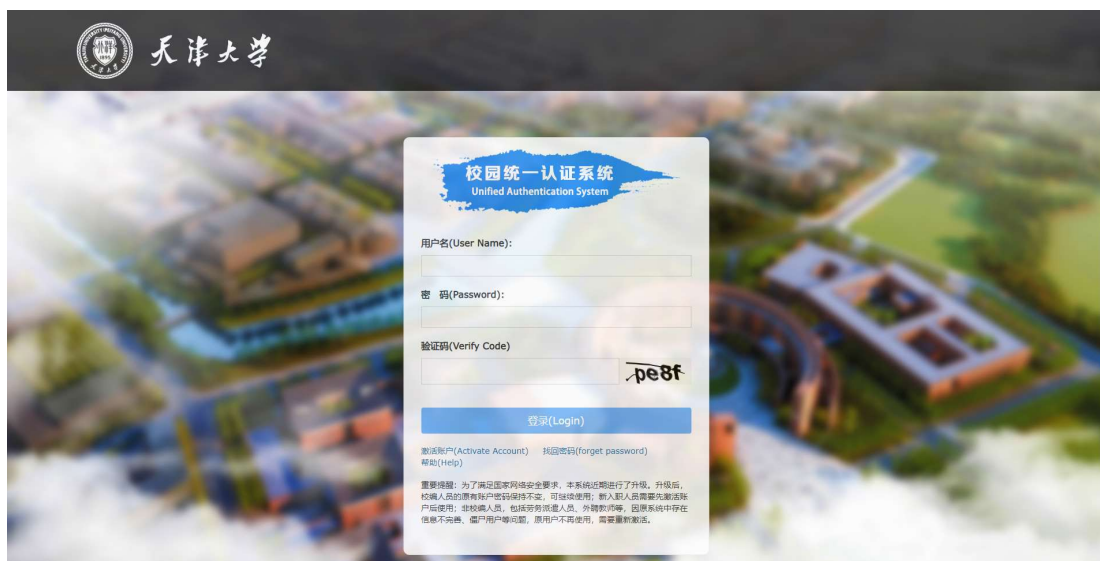 天津大学
校园统一认证系统
Unified Authentication System
用户名(User Name):
密 码(Password):
验证码(Verify Code)
pe8f
登录(Login)
激活账户(Activate Account) 找回密码(forget password)
帮助(Help)
重要提醒：为了满足国家网络安全要求，本系统近期进行了升级。升级后，
校编人员的原有账户密码保持不变，可继续使用；新入职人员需要先激活账
户后使用；非校编人员，包括劳务派遣人员、外聘教师等，因原系统中存在
信息不完善、僵尸用户等问题，原用户不再使用，需要重新激活。